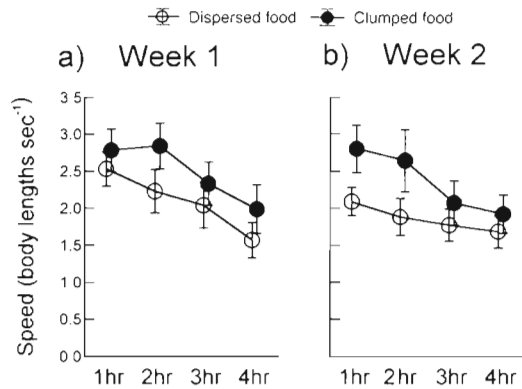 Dispersed food Clumped food
a) Week 1 b) Week 2
Speed (body lengths sec-1)
3.5
3.0
2.5
2.0
1.5
1.0
0.5
0.0
1hr 2hr 3hr 4hr 1hr 2hr 3hr 4hr